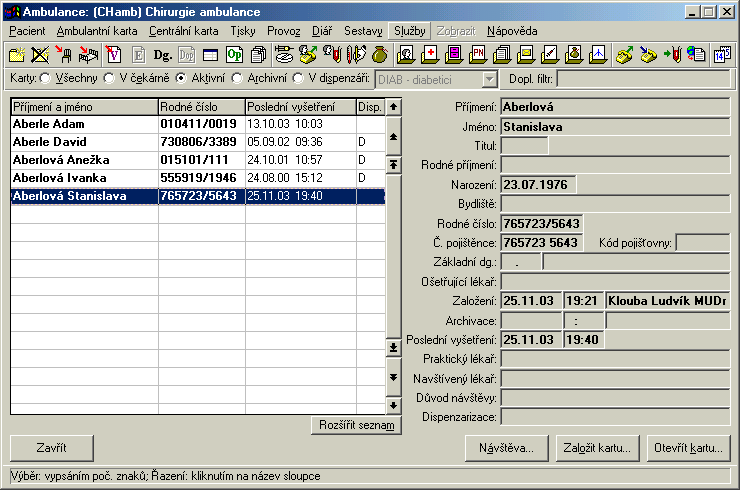 Ambulance: (CHamb) Chirurgie ambulance
Pacient Ambulantní karta Centrální karta Tisky Provoz Diář Sestavy Služby Zobrazit Nápověda
Karty: Všechny V čekárně Aktivní Archivní V dispenzáři: DIAB - diabetici Dopl. filtr:
Příjmení a jméno Rodné číslo Poslední vyšetření Disp.
Aberle Adam 010411/0019 13.10.03 10:03
Aberle David 730806/3389 05.09.02 09:36 D
Aberlová Anežka 015101/111 24.10.01 10:57 D
Aberlová Ivanka 555919/1946 24.08.00 15:12 D
Aberlová Stanislava 765723/5643 25.11.03 19:40
Rozšířit seznam
Příjmení: Aberlová
Jméno: Stanislava
Titul:
Rodné příjmení:
Narození: 23.07.1976
Bydliště:
Rodné číslo: 765723/5643
Č. pojištěnce: 765723 5643 Kód pojišťovny:
Základní dg.: .
Ošetřující lékař:
Založení: 25.11.03 19:21 Klouba Ludvík MUDr
Archivace: :
Poslední vyšetření: 25.11.03 19:40
Praktický lékař:
Navštívený lékař:
Důvod návštěvy:
Dispenzarizace:
Zavřít Návštěva... Založit kartu... Otevřít kartu...
Výběr: vypsáním poč. znaků; Řazení: kliknutím na název sloupce